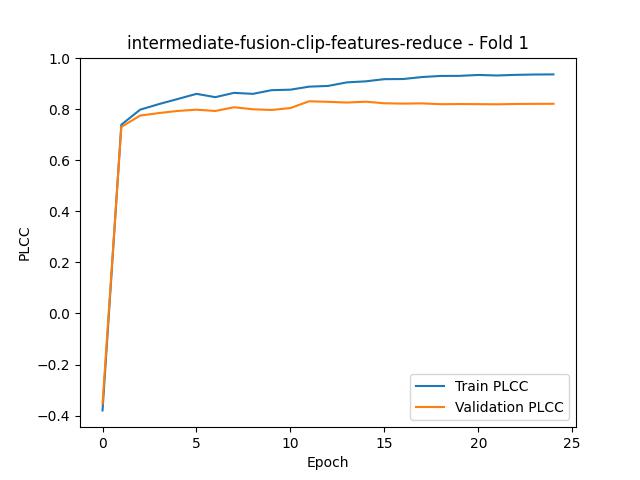 intermediate-fusion-clip-features-reduce - Fold 1
1.0
0.8
0.6
0.4
0.2
0.0
−0.2
−0.4
PLCC
0
5
10
15
20
25
Epoch
Train PLCC
Validation PLCC